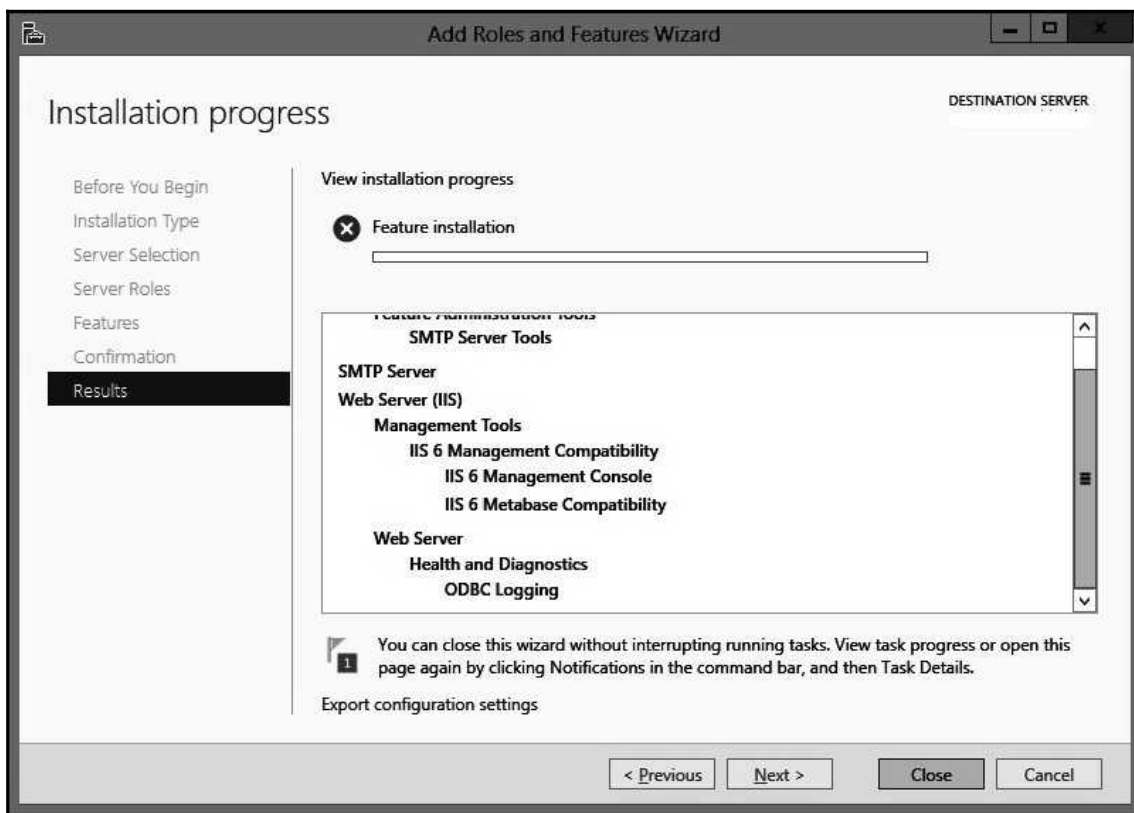 Add Roles and Features Wizard
Installation progress
DESTINATION SERVER
Before You Begin
Installation Type
Server Selection
Server Roles
Features
Confirmation
Results
View installation progress
Feature installation
Feature Administration Tools
SMTP Server Tools
SMTP Server
Web Server (IIS)
Management Tools
IIS 6 Management Compatibility
IIS 6 Management Console
IIS 6 Metabase Compatibility
Web Server
Health and Diagnostics
ODBC Logging
1
You can close this wizard without interrupting running tasks. View task progress or open this
page again by clicking Notifications in the command bar, and then Task Details.
Export configuration settings
< Previous
Next >
Close
Cancel